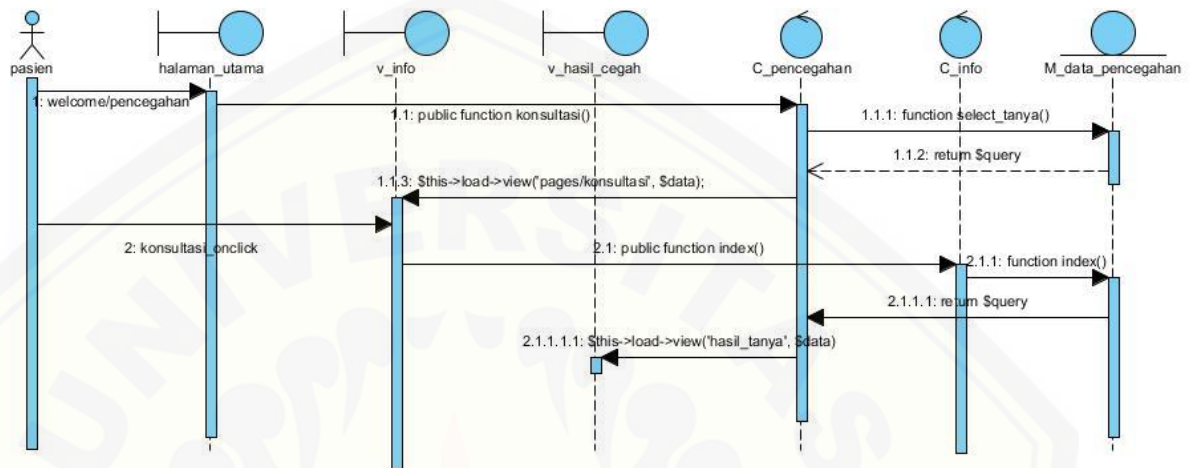 pasien
halaman_utama
v_info
v_hasil_cegah
C_pencegahan
C_info
M_data_pencegahan
1: welcome/pencegahan
1.1: public function konsultasi()
1.1.1: function select_tanya()
1.1.2: return $query
1.1.3: $this->load->view('pages/konsultasi', $data);
2: konsultasi_onclick
2.1: public function index()
2.1.1: function index()
2.1.1.1: return $query
2.1.1.1.1: $this->load->view('hasil_tanya', $data)
UNIVERSITAS